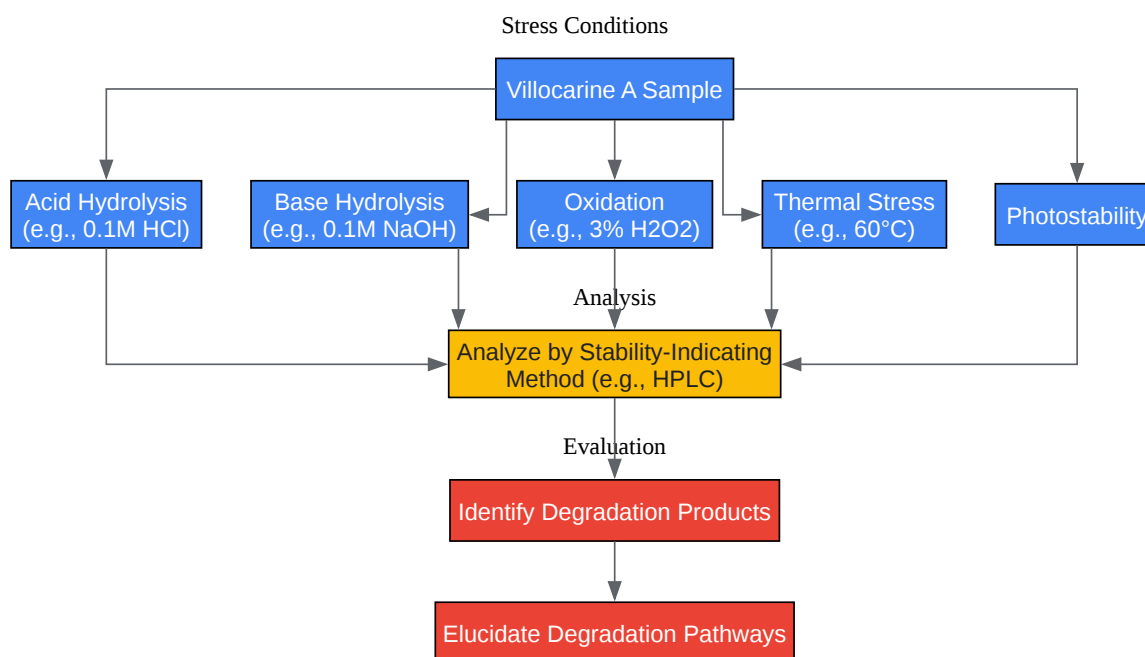 Stress Conditions
Villocarine A Sample
Acid Hydrolysis
(e.g., 0.1M HCl)
Base Hydrolysis
(e.g., 0.1M NaOH)
Oxidation
(e.g., 3% H2O2)
Thermal Stress
(e.g., 60°C)
Photostability
Analysis
Analyze by Stability-Indicating
Method (e.g., HPLC)
Evaluation
Identify Degradation Products
Elucidate Degradation Pathways